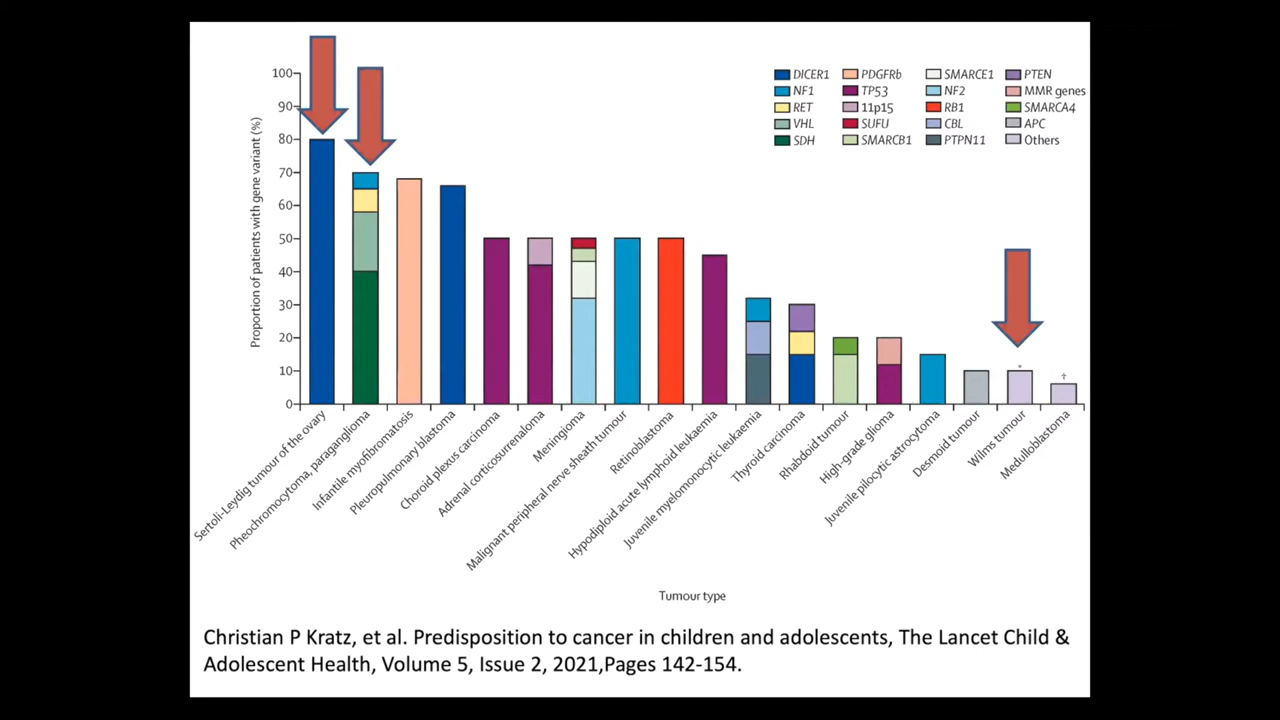 100
90
80
70
60
50
40
30
20
10
0
Proportion of patients with gene variant (%)
DICER1
NF1
RET
VHL
SDH
PDGFRb
TP53
11p15
SUFU
SMARCB1
SMARCE1
NF2
RB1
CBL
PTPN11
PTEN
MMR genes
SMARCA4
APC
Others
*
†
Sertoli-Leydig tumour of the ovary
Pheochromocytoma, paraganglioma
Infantile myofibromatosis
Pleuropulmonary blastoma
Choroid plexus carcinoma
Adrenal corticosurrenaloma
Meningioma
Malignant peripheral nerve sheath tumour
Retinoblastoma
Hypodiploid acute lymphoid leukaemia
Juvenile myelomonocytic leukaemia
Thyroid carcinoma
Rhabdoid tumour
High-grade glioma
Juvenile pilocytic astrocytoma
Desmoid tumour
Wilms tumour
Medulloblastoma
Tumour type
Christian P Kratz, et al. Predisposition to cancer in children and adolescents, The Lancet Child &
Adolescent Health, Volume 5, Issue 2, 2021,Pages 142-154.